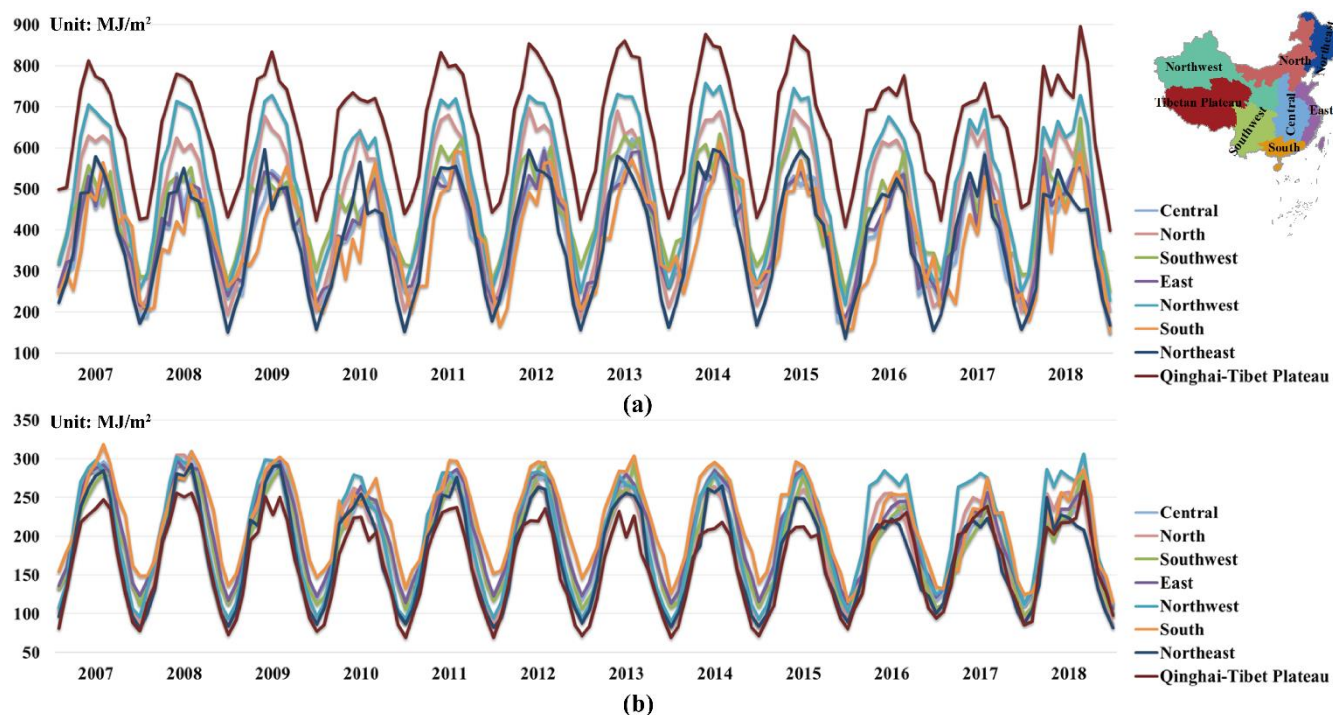 Unit: MJ/m²
900
800
700
600
500
400
300
200
100
2007 2008 2009 2010 2011 2012 2013 2014 2015 2016 2017 2018
(a)
Northeast
North
Northwest
Tibetan Plateau
Southwest
Central
East
South
Central
North
Southwest
East
Northwest
South
Northeast
Qinghai-Tibet Plateau
Unit: MJ/m²
350
300
250
200
150
100
50
2007 2008 2009 2010 2011 2012 2013 2014 2015 2016 2017 2018
(b)
Central
North
Southwest
East
Northwest
South
Northeast
Qinghai-Tibet Plateau